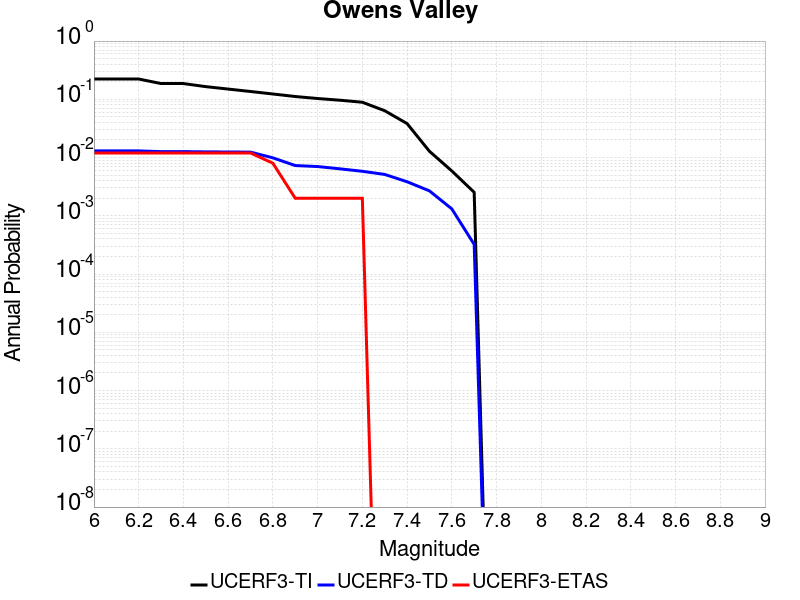 Owens Valley
10^0
10^-1
10^-2
10^-3
10^-4
10^-5
10^-6
10^-7
10^-8
Annual Probability
6 6.2 6.4 6.6 6.8 7 7.2 7.4 7.6 7.8 8 8.2 8.4 8.6 8.8 9
Magnitude
UCERF3-TI UCERF3-TD UCERF3-ETAS